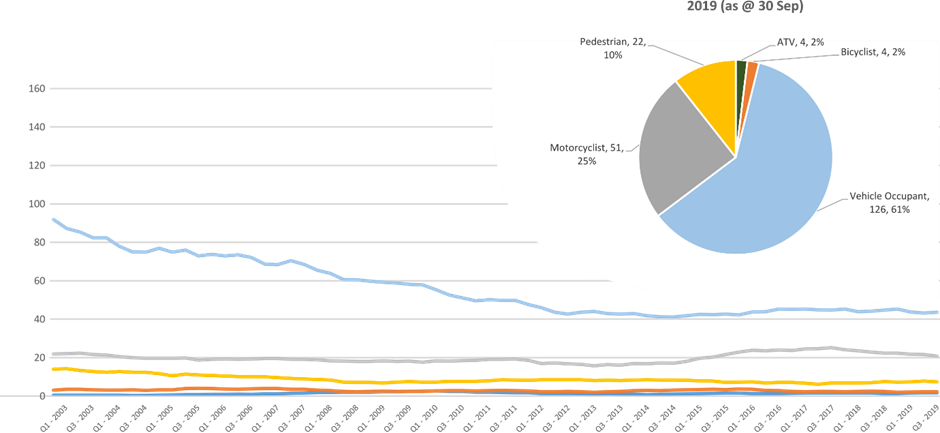 2019 (as @ 30 Sep)
Pedestrian, 22,
10%
ATV, 4, 2%
Bicyclist, 4, 2%
Motorcyclist, 51,
25%
Vehicle Occupant,
126, 61%
160
140
120
100
80
60
40
20
0
Q1 - 2003
Q3 - 2003
Q1 - 2004
Q3 - 2004
Q1 - 2005
Q3 - 2005
Q1 - 2006
Q3 - 2006
Q1 - 2007
Q3 - 2007
Q1 - 2008
Q3 - 2008
Q1 - 2009
Q3 - 2009
Q1 - 2010
Q3 - 2010
Q1 - 2011
Q3 - 2011
Q1 - 2012
Q3 - 2012
Q1 - 2013
Q3 - 2013
Q1 - 2014
Q3 - 2014
Q1 - 2015
Q3 - 2015
Q1 - 2016
Q3 - 2016
Q1 - 2017
Q3 - 2017
Q1 - 2018
Q3 - 2018
Q1 - 2019
Q3 - 2019